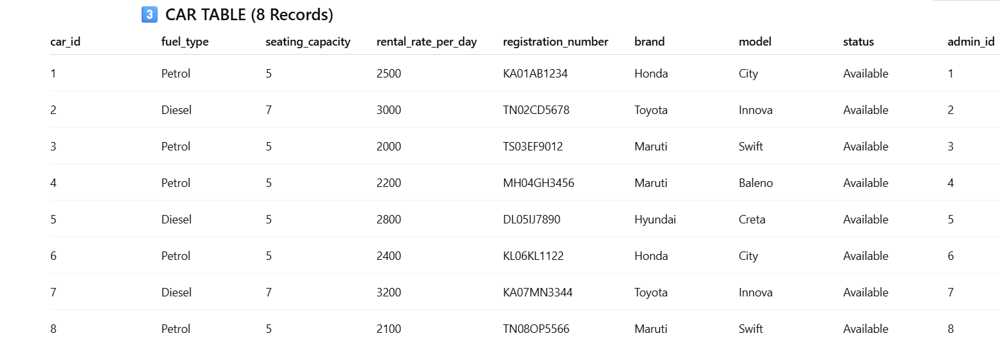 3 CAR TABLE (8 Records)
car_id fuel_type seating_capacity rental_rate_per_day registration_number brand model status admin_id
1 Petrol 5 2500 KA01AB1234 Honda City Available 1
2 Diesel 7 3000 TN02CD5678 Toyota Innova Available 2
3 Petrol 5 2000 TS03EF9012 Maruti Swift Available 3
4 Petrol 5 2200 MH04GH3456 Maruti Baleno Available 4
5 Diesel 5 2800 DL05IJ7890 Hyundai Creta Available 5
6 Petrol 5 2400 KL06KL1122 Honda City Available 6
7 Diesel 7 3200 KA07MN3344 Toyota Innova Available 7
8 Petrol 5 2100 TN08OP5566 Maruti Swift Available 8